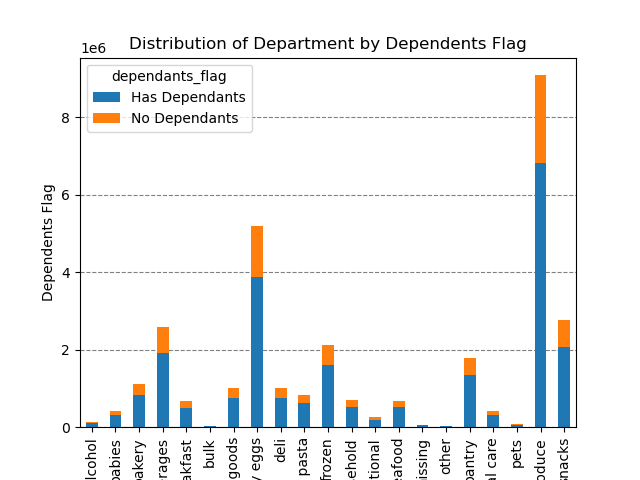 Distribution of Department by Dependents Flag
1e6
dependants_flag
Has Dependants
No Dependants
8
6
4
2
0
Dependents Flag
lcohol
babies
bakery
erages
akfast
bulk
goods
y eggs
deli
pasta
frozen
ehold
tional
eafood
issing
other
pantry
l care
pets
oduce
snacks